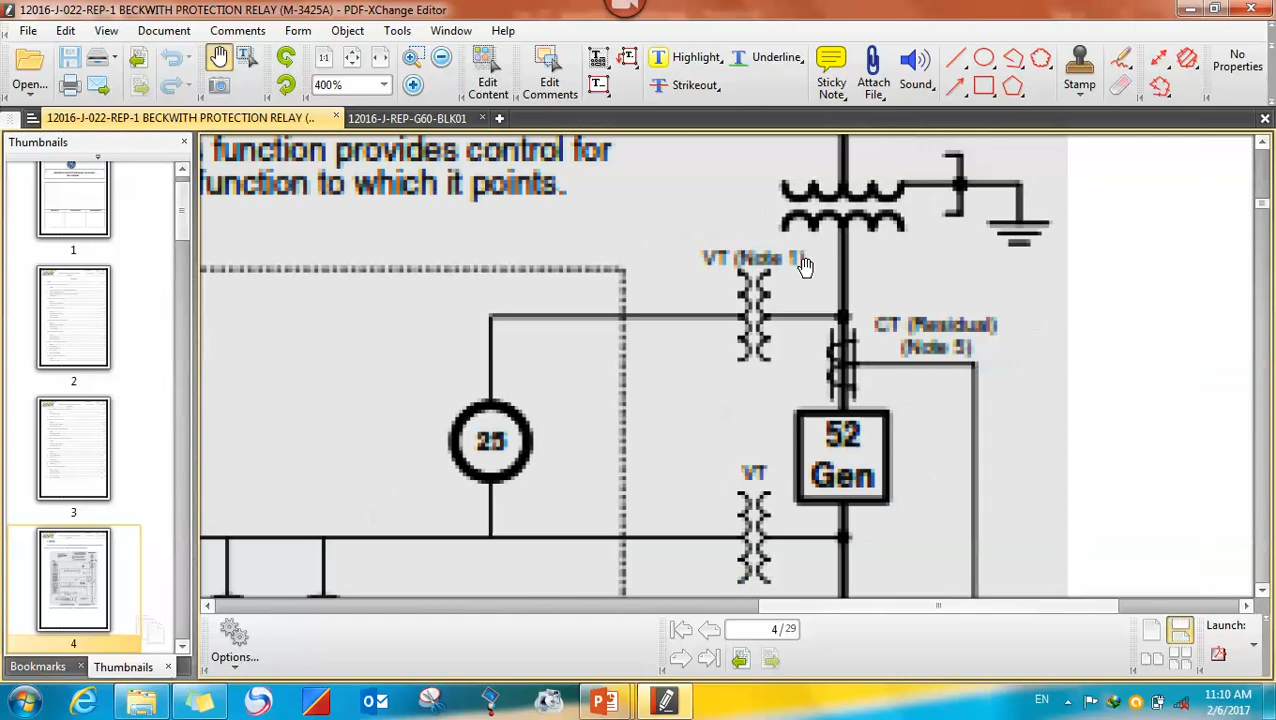 12016-J-022-REP-1 BECKWITH PROTECTION RELAY (M-3425A) - PDF-XChange Editor
File Edit View Document Comments Form Object Tools Window Help
Open...
400%
Edit Content
Edit Comments
Highlight
Strikeout
Underline
Sticky Note
Attach File
Sound
Stamp
No Properties
12016-J-022-REP-1 BECKWITH PROTECTION RELAY (..
12016-J-022-REP-G60-BLK01
Thumbnails
1
2
3
4
function provides control for
function to which it points.
VT (Note 1)
CT (Residual)
(Note 5)
25
52
Gen
VT
Options...
4 / 29
Launch:
Bookmarks
Thumbnails
EN
11:10 AM
2/6/2017